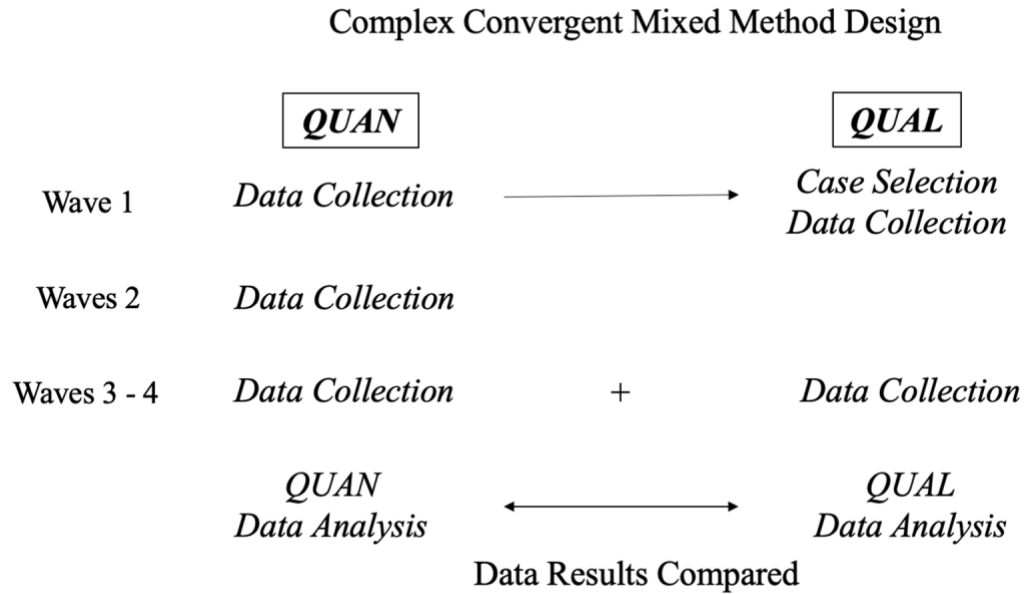 Complex Convergent Mixed Method Design
QUAN QUAL
Wave 1 Data Collection Case Selection
Data Collection
Waves 2 Data Collection
Waves 3 - 4 Data Collection + Data Collection
QUAN QUAL
Data Analysis Data Analysis
Data Results Compared